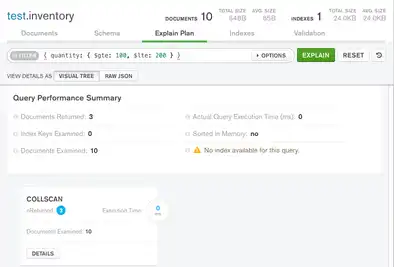 test.inventory
DOCUMENTS 10 TOTAL SIZE 648B AVG. SIZE 65B INDEXES 1 TOTAL SIZE 24.0KB AVG. SIZE 24.0KB
Documents Schema Explain Plan Indexes Validation
FILTER { quantity: { $gte: 100, $lte: 200 } } OPTIONS EXPLAIN RESET
VIEW DETAILS AS VISUAL TREE RAW JSON
Query Performance Summary
Documents Returned: 3 Actual Query Execution Time (ms): 0
Index Keys Examined: 0 Sorted in Memory: no
Documents Examined: 10 No index available for this query.
COLLSCAN
nReturned 3 Execution Time: 0 ms
Documents Examined: 10
DETAILS